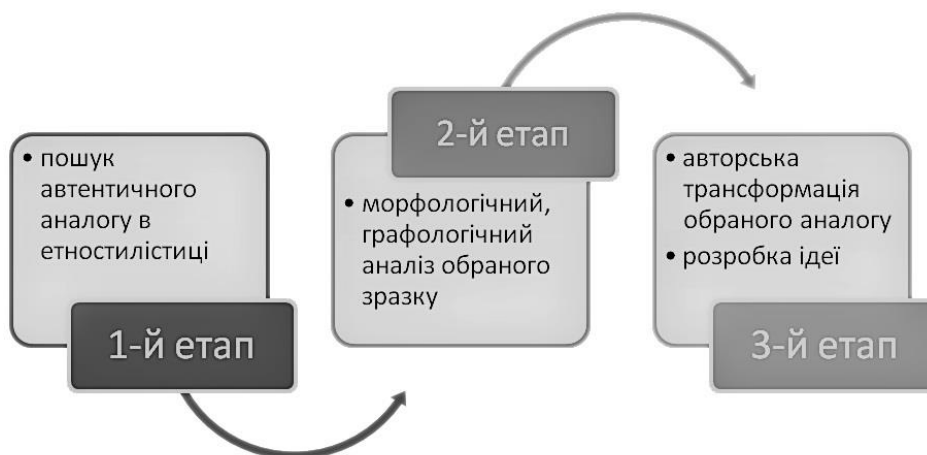 • пошук
автентичного
аналогу в
етностилістиці
1-й етап
2-й етап
• морфологічний,
графологічний
аналіз обраного
зразку
• авторська
трансформація
обраного аналогу
• розробка ідеї
3-й етап